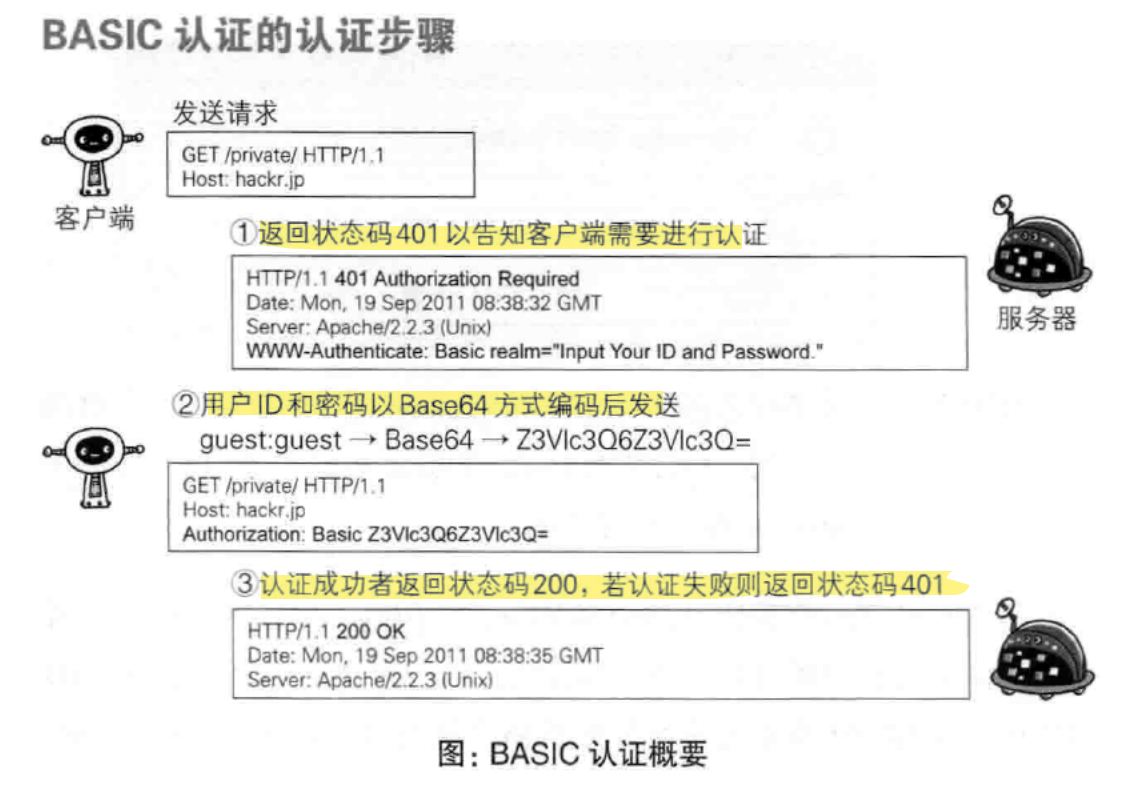 BASIC 认证的认证步骤
发送请求
GET /private/ HTTP/1.1
Host: hackr.jp
客户端
①返回状态码401以告知客户端需要进行认证
HTTP/1.1 401 Authorization Required
Date: Mon, 19 Sep 2011 08:38:32 GMT
Server: Apache/2.2.3 (Unix)
WWW-Authenticate: Basic realm="Input Your ID and Password."
服务器
②用户ID和密码以Base64方式编码后发送
guest:guest → Base64 → Z3Vlc3Q6Z3Vlc3Q=
GET /private/ HTTP/1.1
Host: hackr.jp
Authorization: Basic Z3Vlc3Q6Z3Vlc3Q=
③认证成功者返回状态码200，若认证失败则返回状态码401
HTTP/1.1 200 OK
Date: Mon, 19 Sep 2011 08:38:35 GMT
Server: Apache/2.2.3 (Unix)
图：BASIC 认证概要